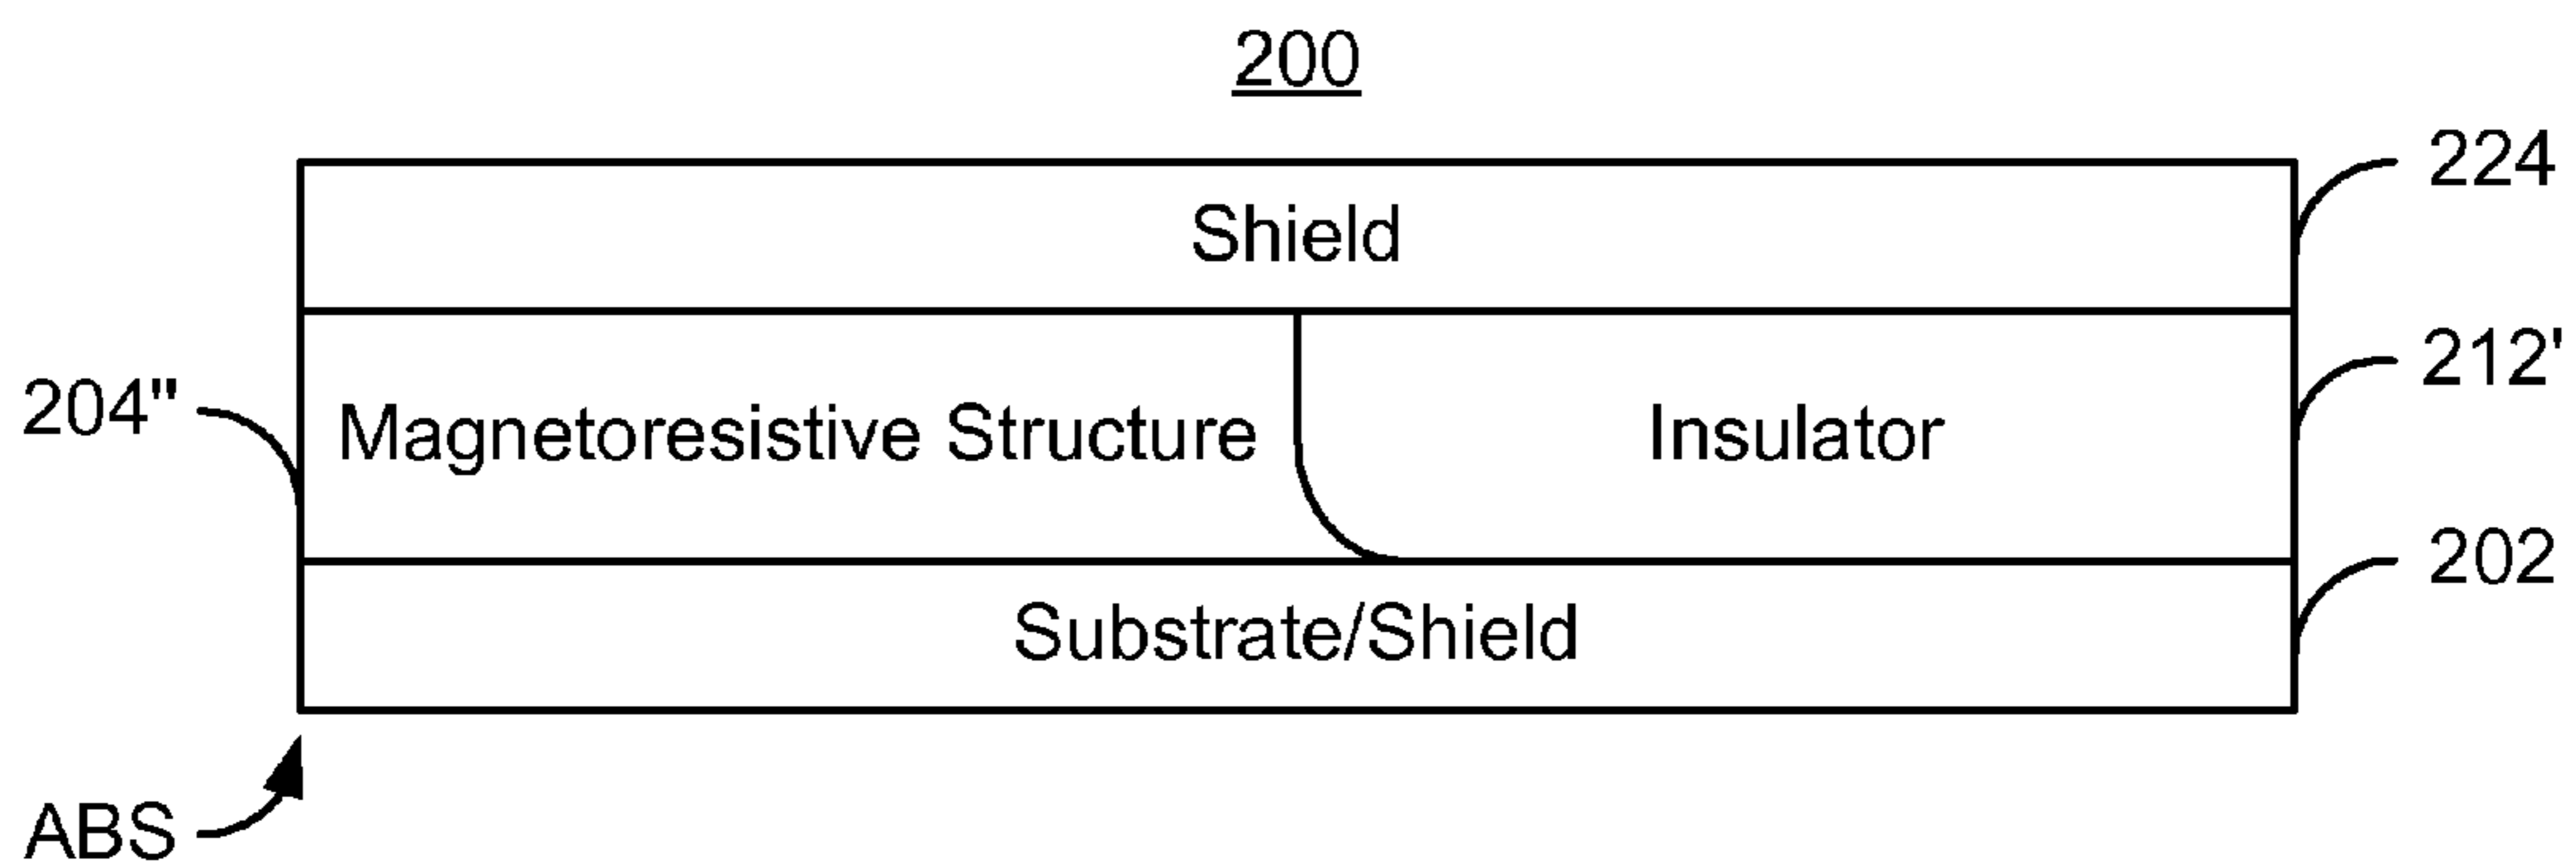 200
224
Shield
212'
204"
Magnetoresistive Structure
Insulator
202
Substrate/Shield
ABS